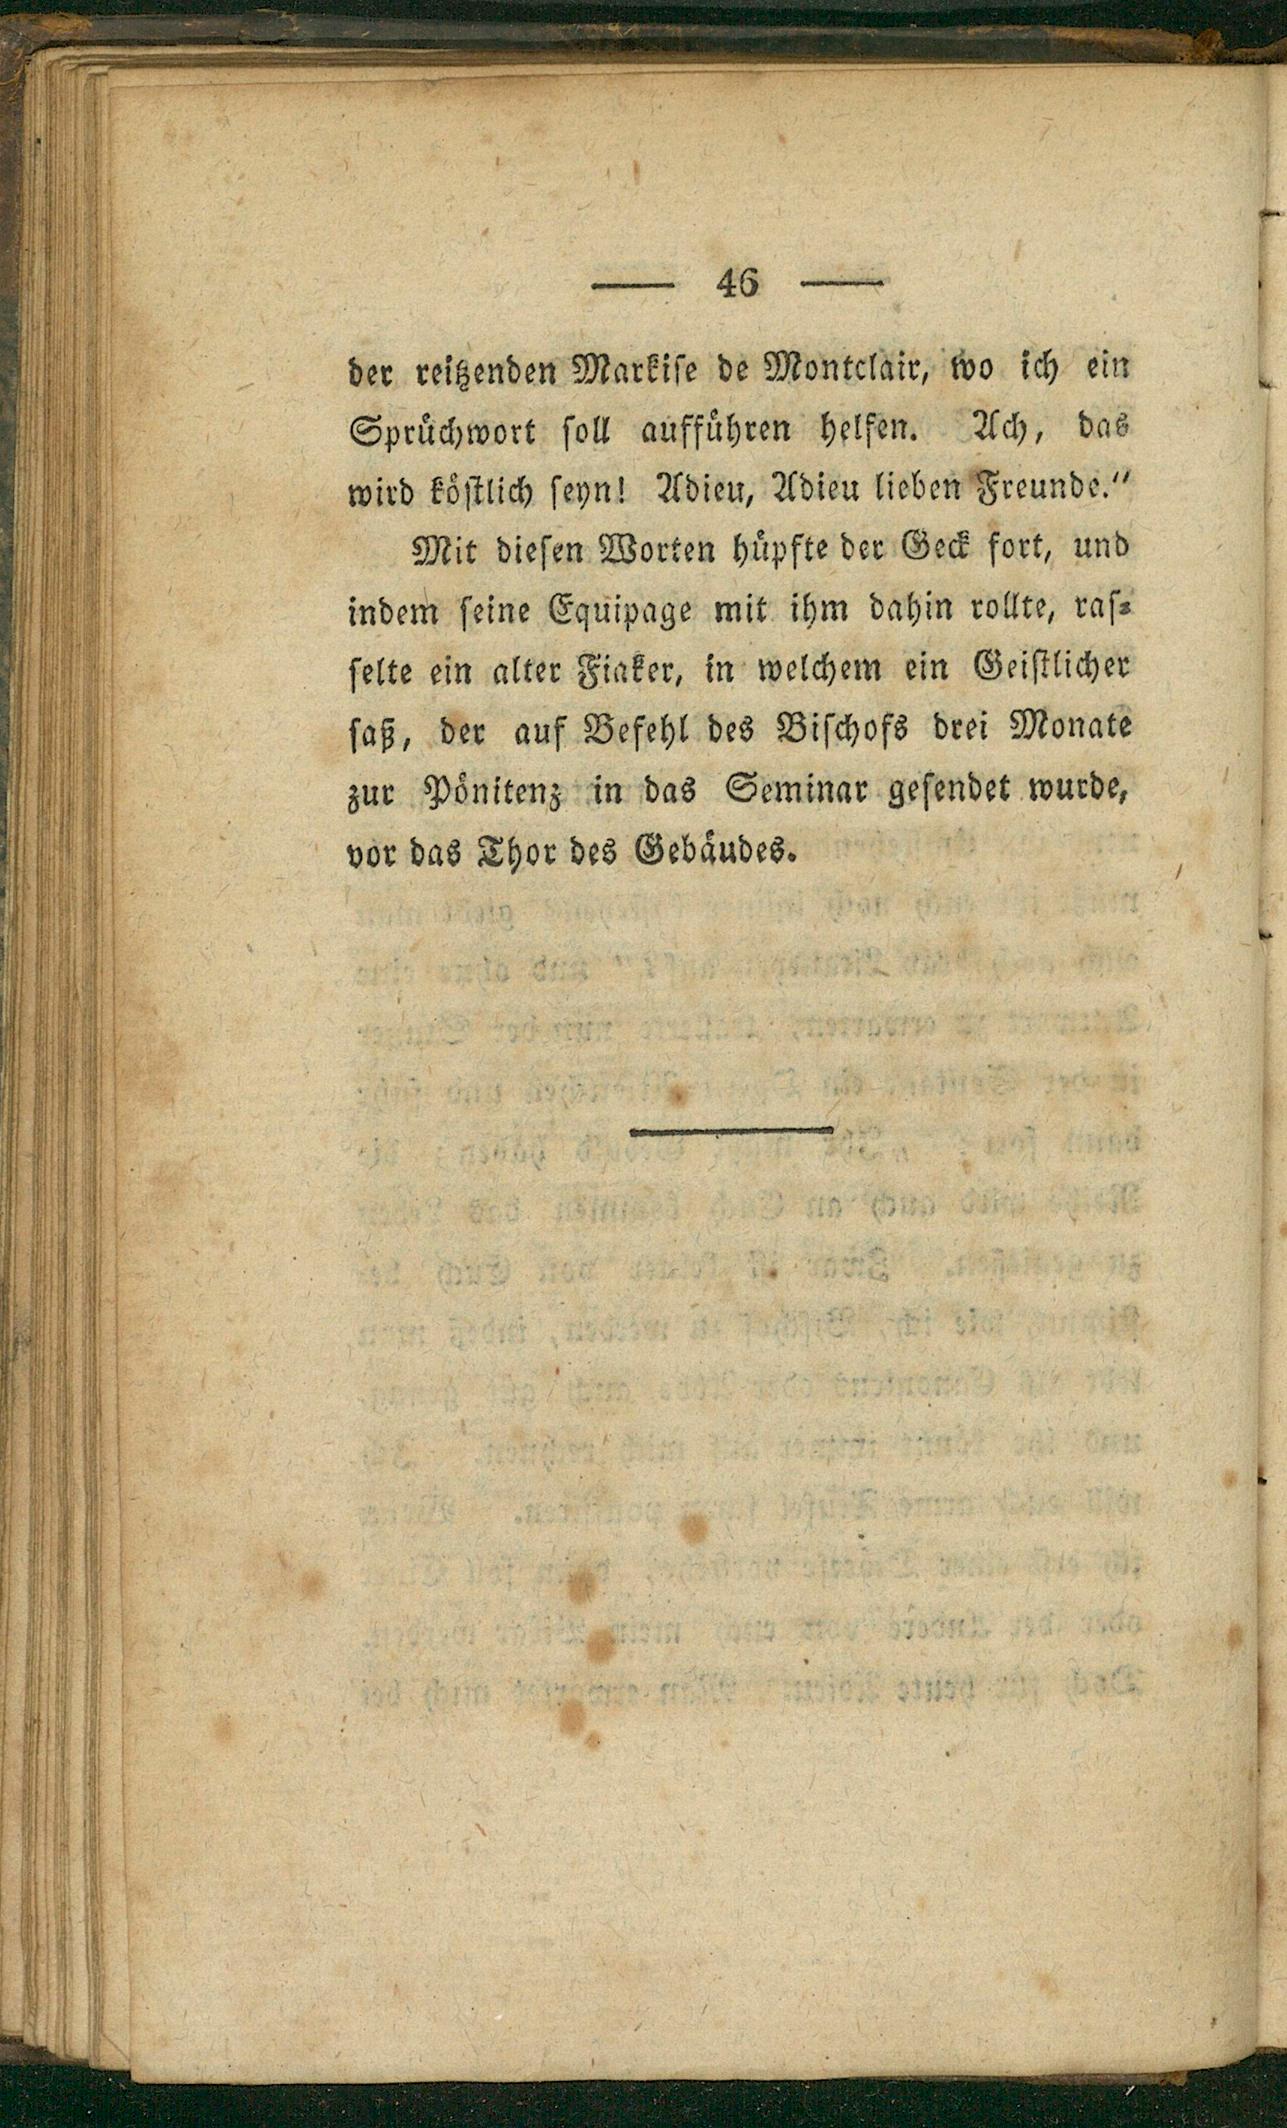 — 46 —
der reitzenden Markise de Montclair, wo ich ein
Sprüchwort soll aufführen helfen. Ach, das
wird köstlich seyn! Adieu, Adieu lieben Freunde.“
Mit diesen Worten hüpfte der Geck fort, und
indem seine Equipage mit ihm dahin rollte, ras-
selte ein alter Fiaker, in welchem ein Geistlicher
saß, der auf Befehl des Bischofs drei Monate
zur Pönitenz in das Seminar gesendet wurde,
vor das Thor des Gebäudes.